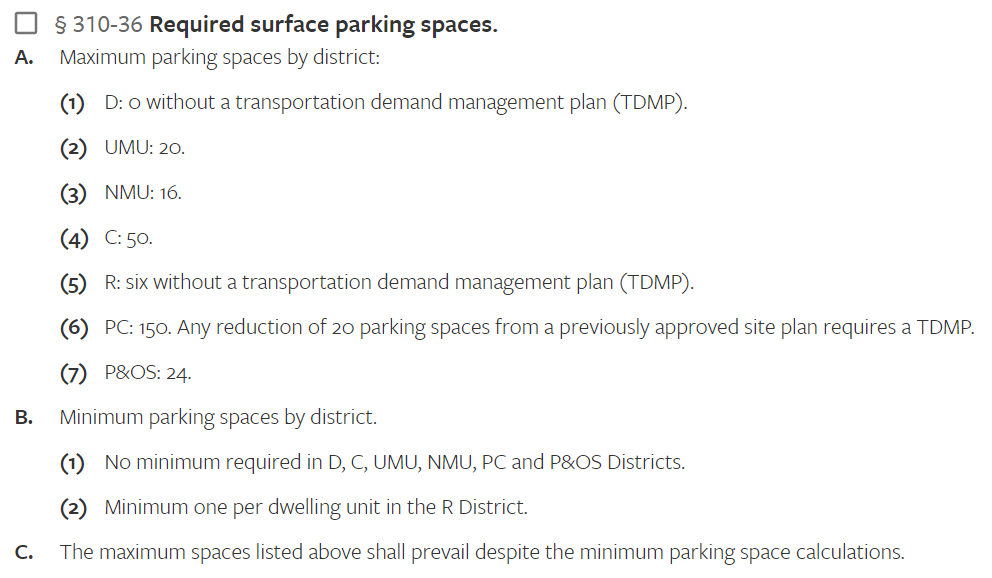 § 310-36 Required surface parking spaces.
A. Maximum parking spaces by district:
(1) D: 0 without a transportation demand management plan (TDMP).
(2) UMU: 20.
(3) NMU: 16.
(4) C: 50.
(5) R: six without a transportation demand management plan (TDMP).
(6) PC: 150. Any reduction of 20 parking spaces from a previously approved site plan requires a TDMP.
(7) P&OS: 24.
B. Minimum parking spaces by district.
(1) No minimum required in D, C, UMU, NMU, PC and P&OS Districts.
(2) Minimum one per dwelling unit in the R District.
C. The maximum spaces listed above shall prevail despite the minimum parking space calculations.